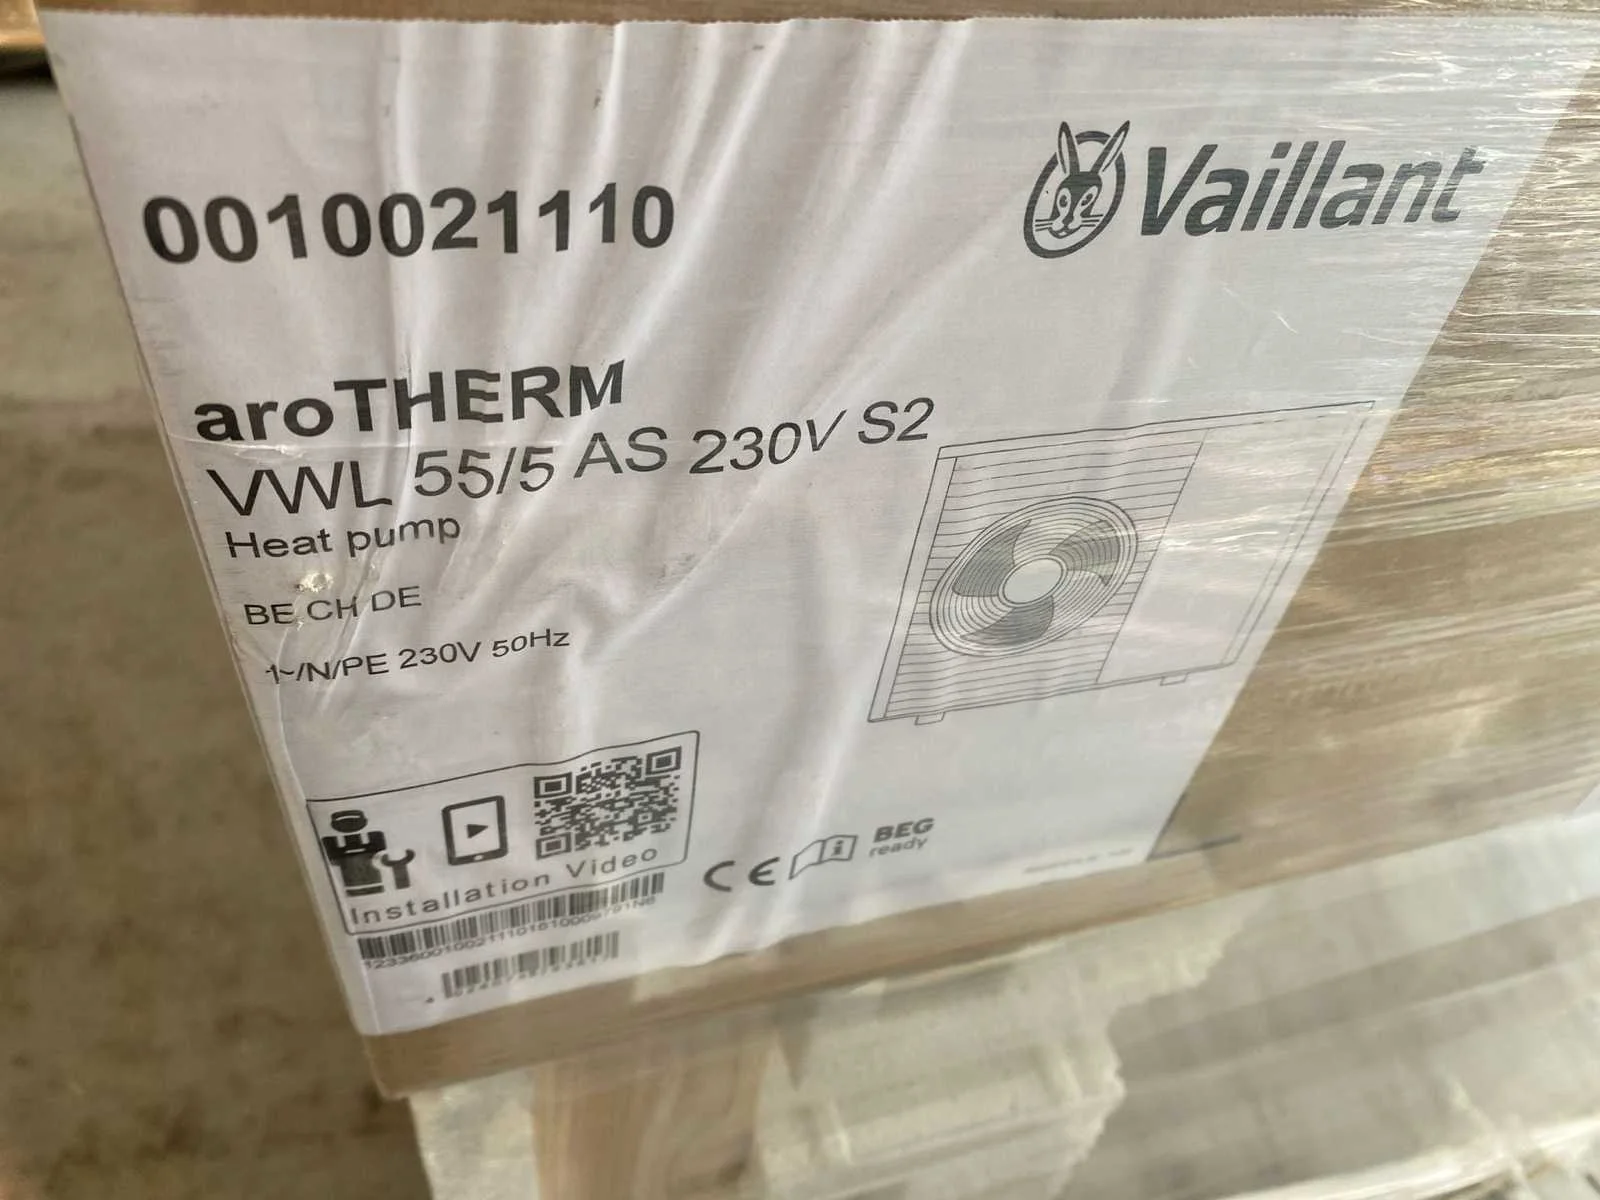 Vaillant
0010021110
aroTHERM
VWL 55/5 AS 230V S2
Heat pump
BE CH DE
1~/N/PE 230V 50Hz
Installation Video
CE
i
BEG
ready